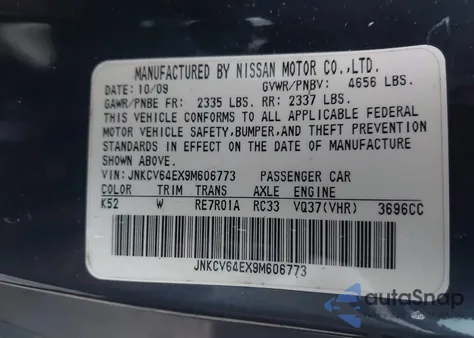 MANUFACTURED BY NISSAN MOTOR CO.,LTD.
DATE: 10/09 GVWR/PNBV: 4656 LBS.
GAWR/PNBE FR: 2335 LBS. RR: 2337 LBS.
THIS VEHICLE CONFORMS TO ALL APPLICABLE FEDERAL
MOTOR VEHICLE SAFETY,BUMPER,AND THEFT PREVENTION
STANDARDS IN EFFECT ON THE DATE OF MANUFACTURE
SHOWN ABOVE.
VIN: JNKCV64EX9M606773 PASSENGER CAR
COLOR TRIM TRANS AXLE ENGINE
K52 W RE7R01A RC33 VQ37(VHR) 3696CC
JNKCV64EX9M606773
autoSnap